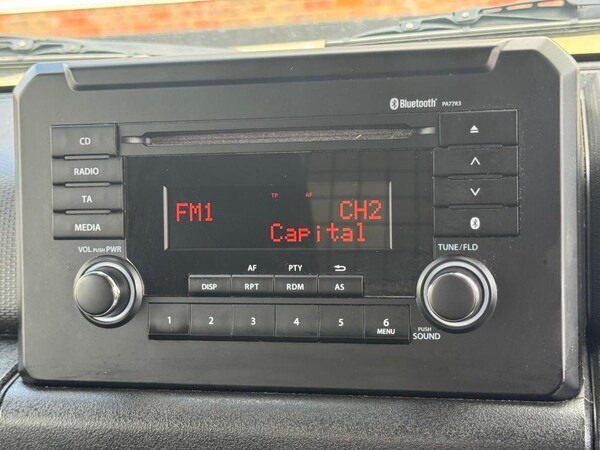 Bluetooth® PA77R3
CD
RADIO
TA
MEDIA
TP AF
FM1 CH2
Capital
VOL PUSH PWR
TUNE/FLD
AF PTY
DISP RPT RDM AS
1 2 3 4 5 6
MENU
PUSH
SOUND